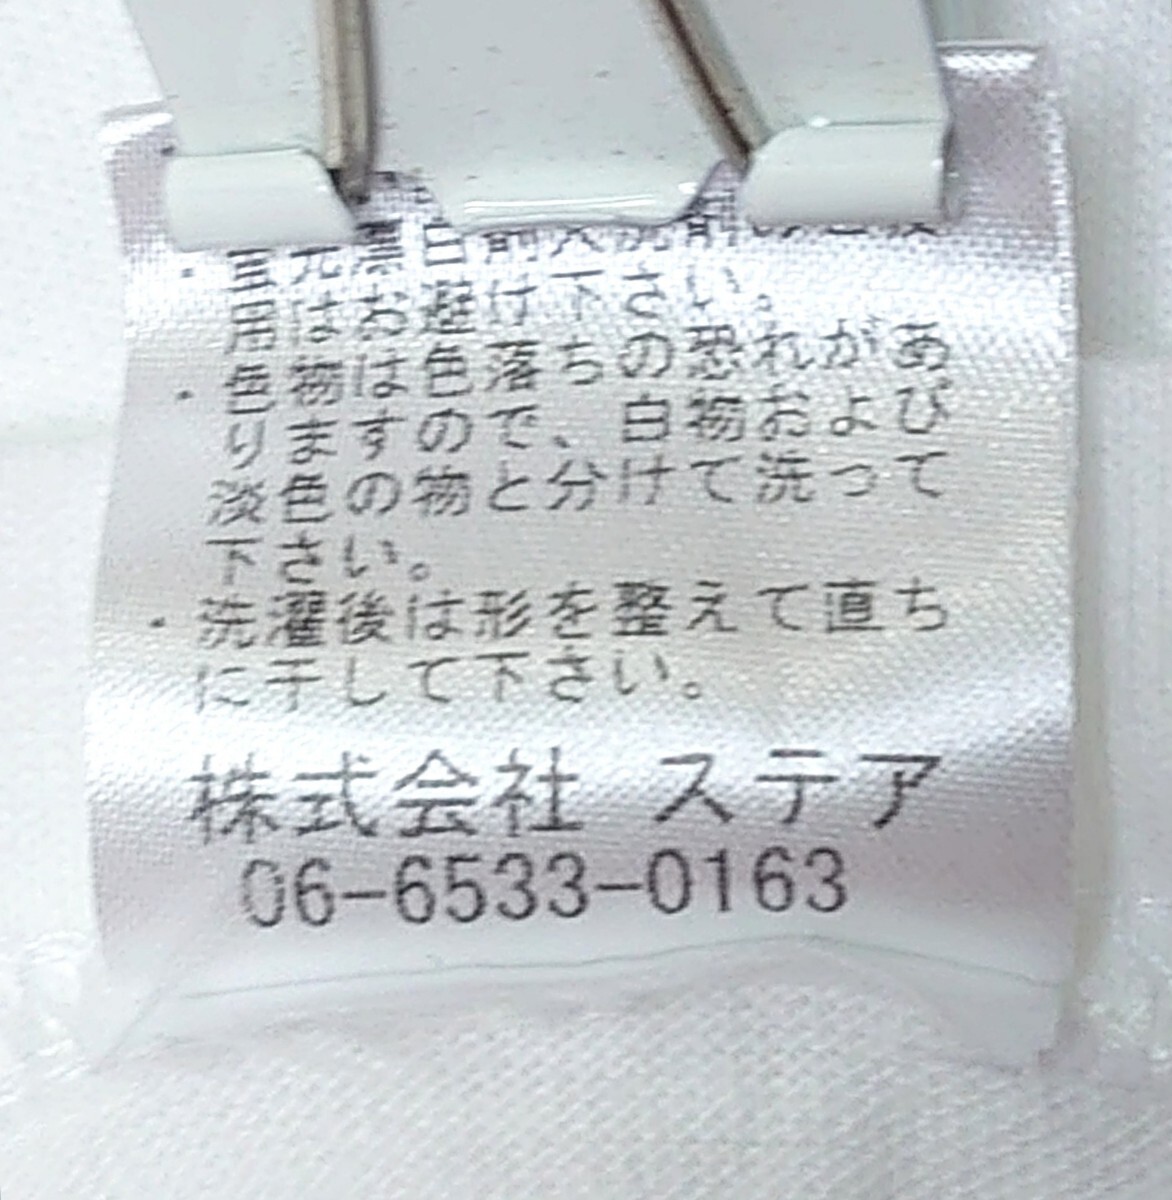 用はお避け下さい。
・色物は色落ちの恐れがあ
りますので、白物および
淡色の物と分けて洗って
下さい。
・洗濯後は形を整えて直ち
に干して下さい。
株式会社 ステア
06-6533-0163